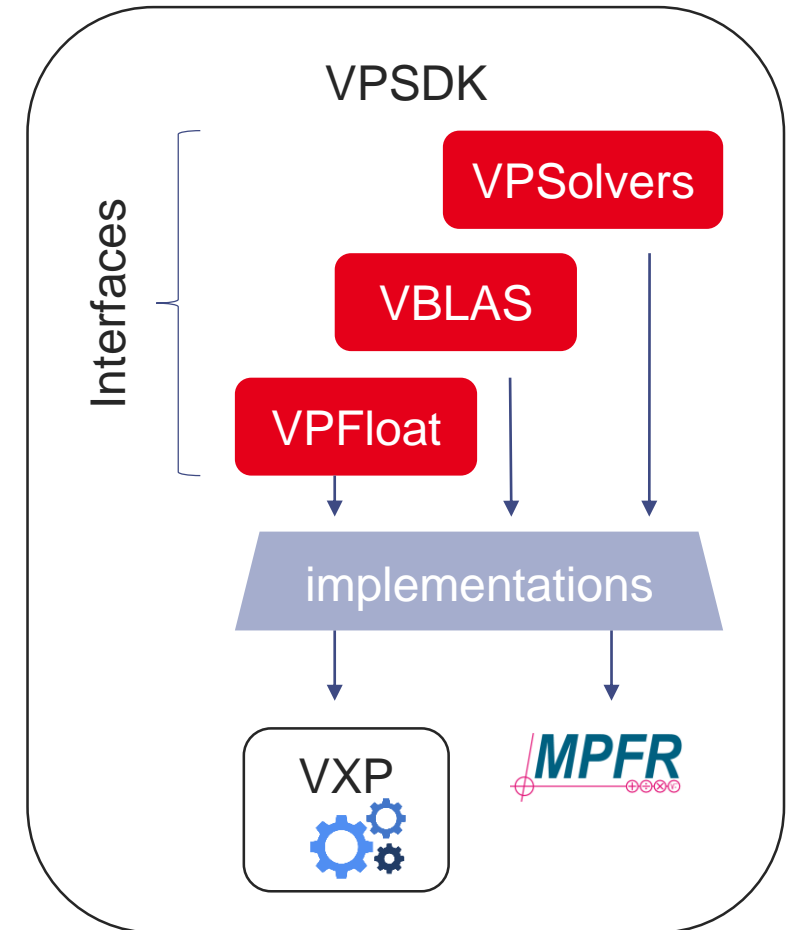 VPSDK
Interfaces
VPSolvers
VBLAS
VPFloat
implementations
VXP
MPFR